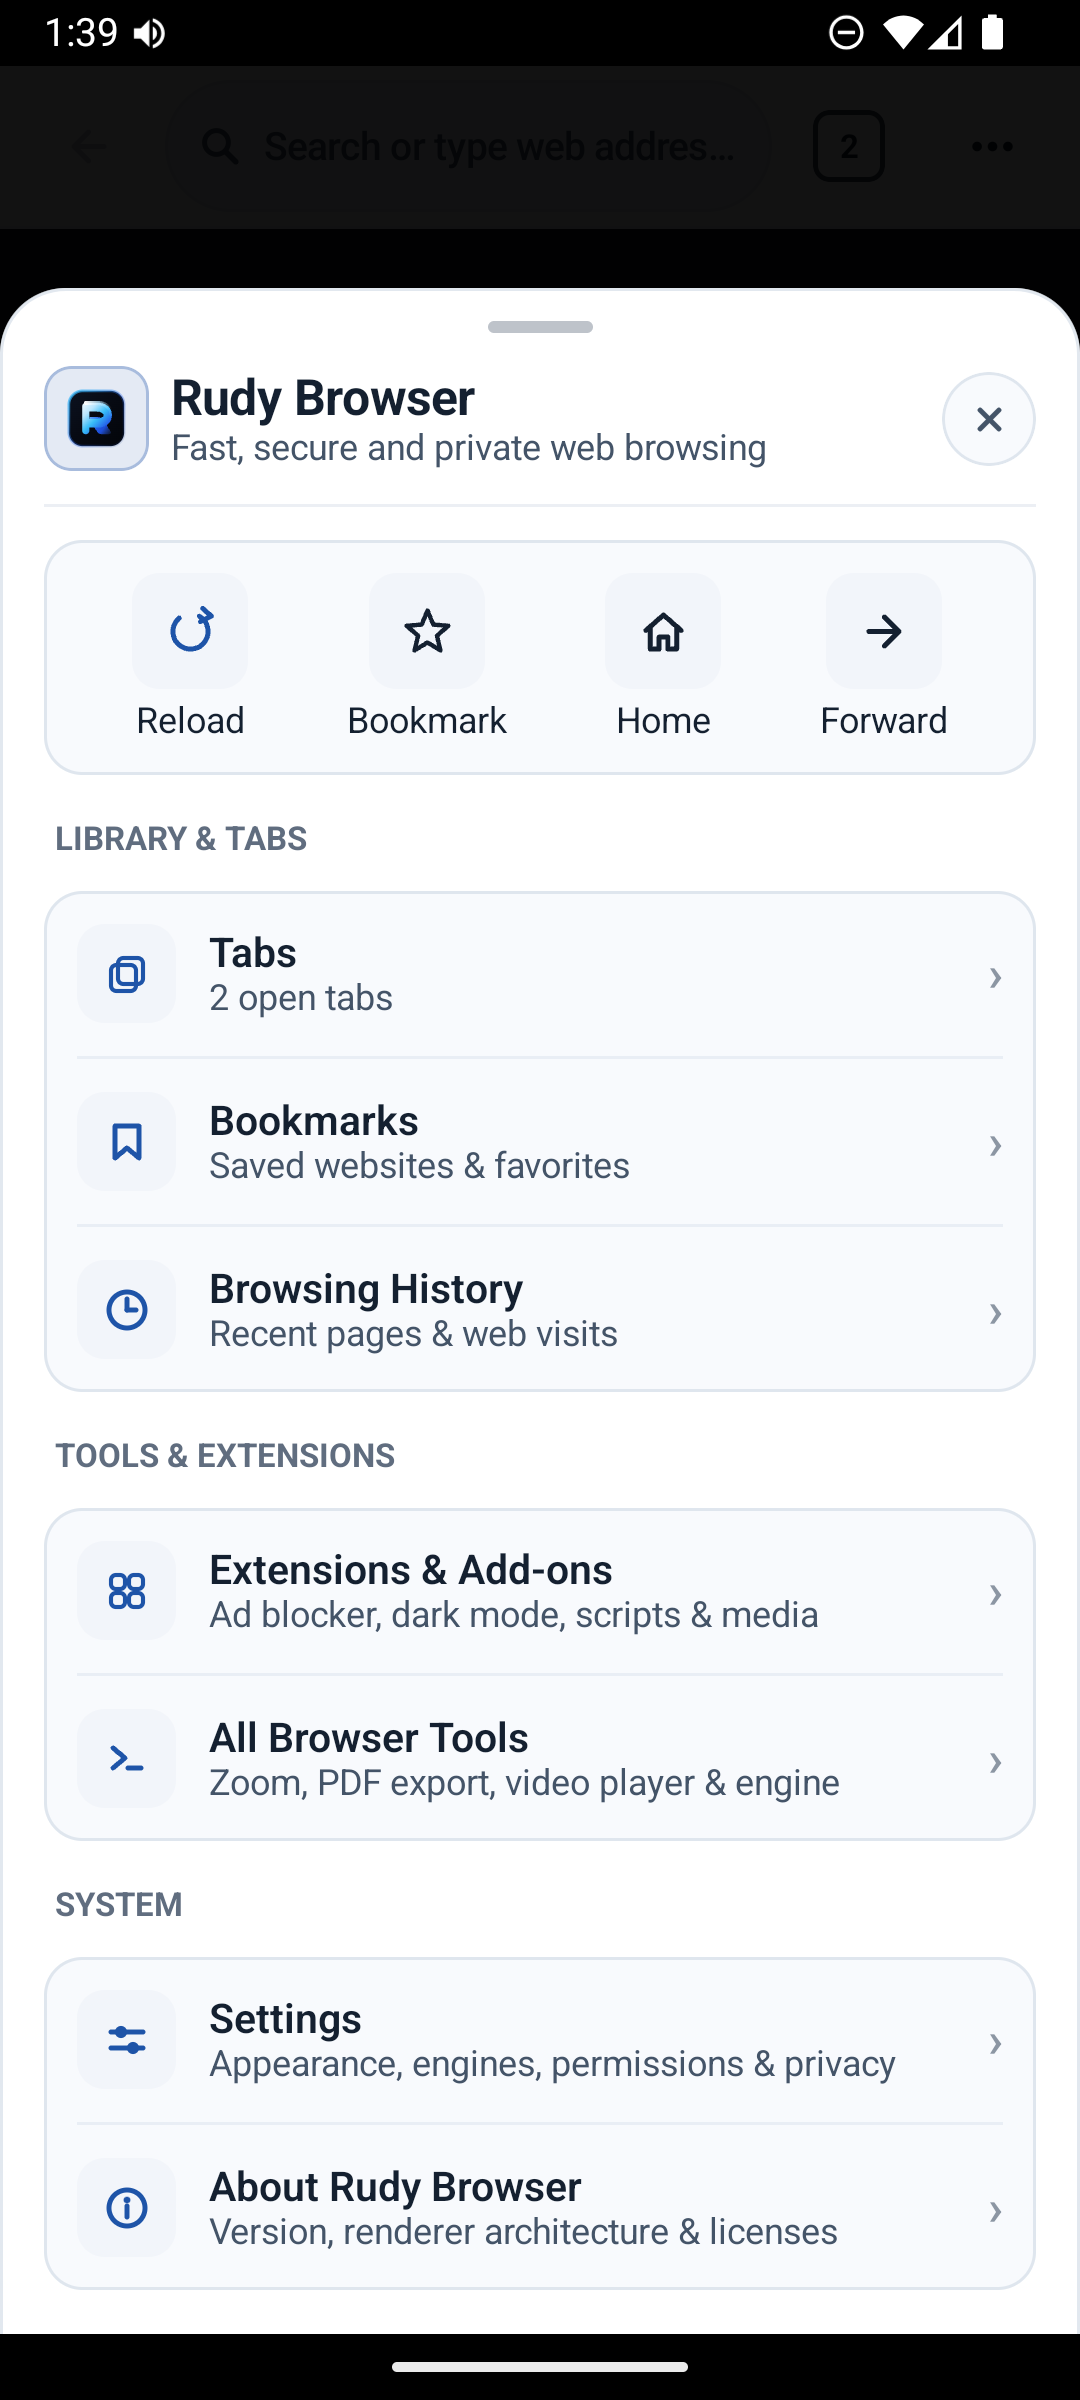 1:39
Search or type web addres...
2
Rudy Browser
Fast, secure and private web browsing
Reload
Bookmark
Home
Forward
LIBRARY & TABS
Tabs
2 open tabs
Bookmarks
Saved websites & favorites
Browsing History
Recent pages & web visits
TOOLS & EXTENSIONS
Extensions & Add-ons
Ad blocker, dark mode, scripts & media
All Browser Tools
Zoom, PDF export, video player & engine
SYSTEM
Settings
Appearance, engines, permissions & privacy
About Rudy Browser
Version, renderer architecture & licenses